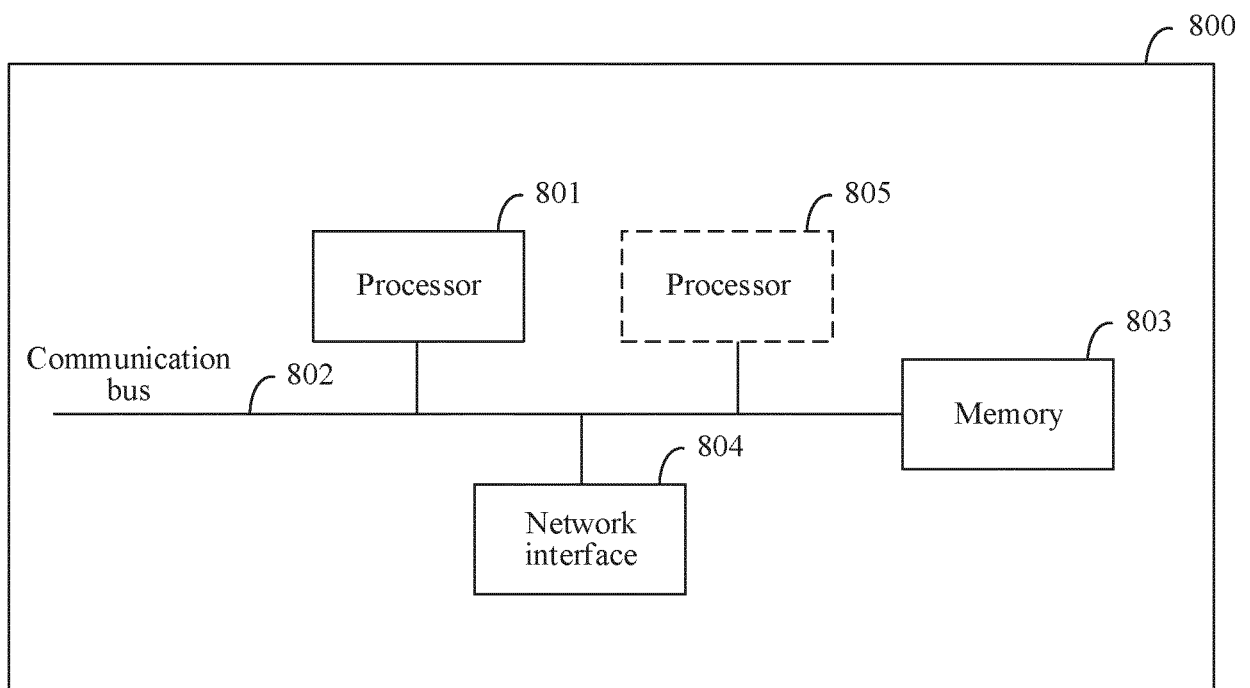 800
801
805
Processor
Processor
803
Communication
bus
802
Memory
804
Network
interface